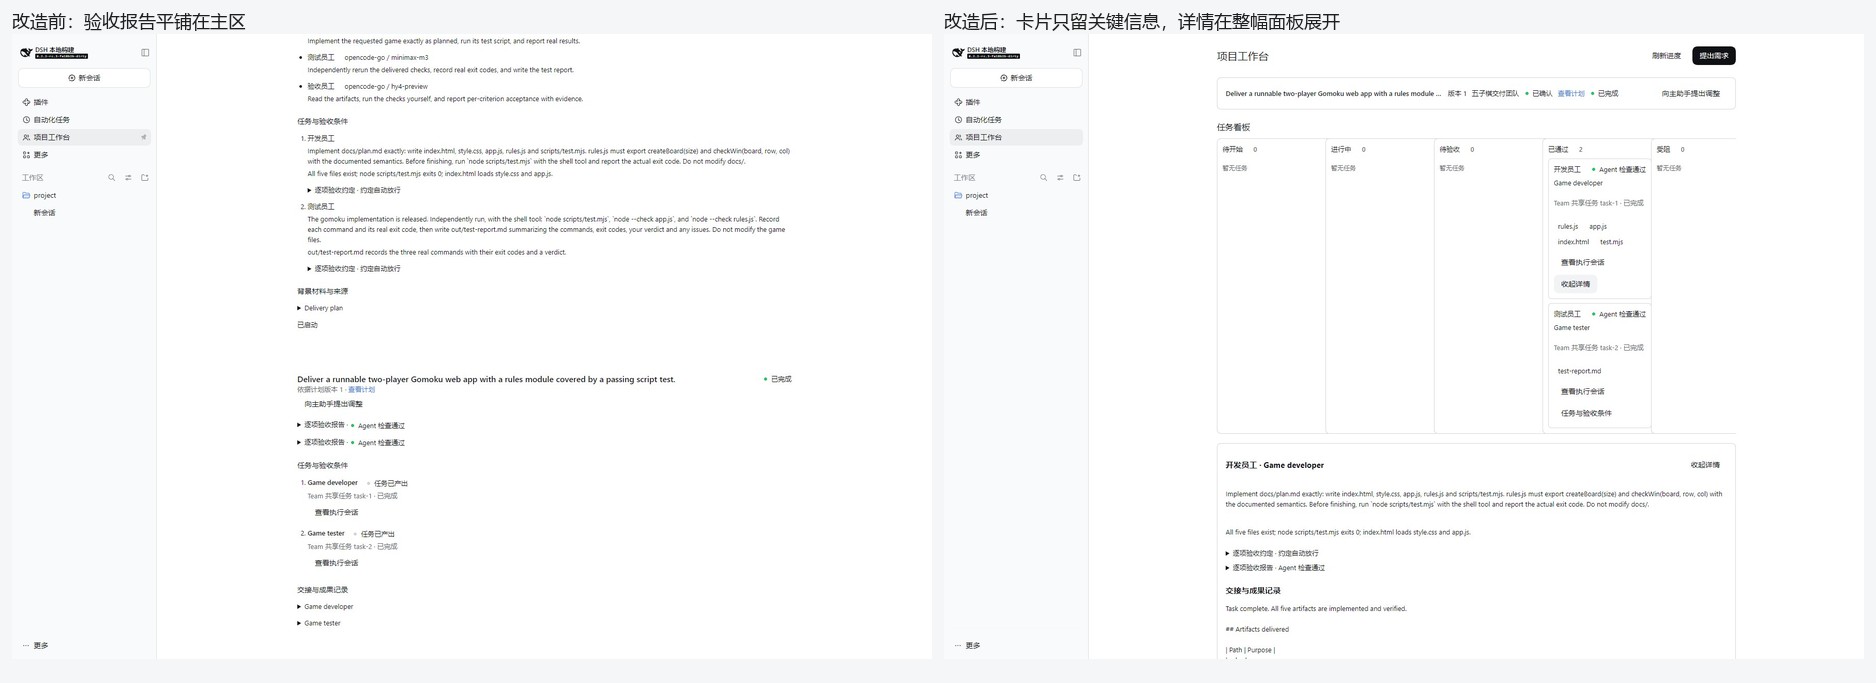 改造前：验收报告平铺在主区
DSH 本地构建
新会话
插件
自动化任务
项目工作台
更多
工作区
project
新会话
更多
Implement the requested game exactly as planned, run its test script, and report real results.
测试员工 opencode-go / minimax-m3
Independently rerun the delivered checks, record real exit codes, and write the test report.
验收员工 opencode-go / hy4-preview
Read the artifacts, run the checks yourself, and report per-criterion acceptance with evidence.
任务与验收条件
1. 开发员工
Implement docs/plan.md exactly: write index.html, style.css, app.js, rules.js and scripts/test.mjs. rules.js must export createBoard(size) and checkWin(board, row, col)
with the documented semantics. Before finishing, run `node scripts/test.mjs` with the shell tool and report the actual exit code. Do not modify docs/.
All five files exist; node scripts/test.mjs exits 0; index.html loads style.css and app.js.
逐项验收约定 · 约定自动放行
2. 测试员工
The gomoku implementation is released. Independently run, with the shell tool: `node scripts/test.mjs`, `node --check app.js`, and `node --check rules.js`. Record
each command and its real exit code, then write out/test-report.md summarizing the commands, exit codes, your verdict and any issues. Do not modify the game
files.
out/test-report.md records the three real commands with their exit codes and a verdict.
逐项验收约定 · 约定自动放行
背景材料与来源
Delivery plan
已启动
Deliver a runnable two-player Gomoku web app with a rules module covered by a passing script test.
已完成
依据计划版本 1 · 查看计划
向主助手提出调整
逐项验收报告 · Agent 检查通过
逐项验收报告 · Agent 检查通过
任务与验收条件
1. Game developer 任务已产出
Team 共享任务 task-1 · 已完成
查看执行会话
2. Game tester 任务已产出
Team 共享任务 task-2 · 已完成
查看执行会话
交接与成果记录
Game developer
Game tester
改造后：卡片只留关键信息，详情在整幅面板展开
DSH 本地构建
新会话
插件
自动化任务
项目工作台
更多
工作区
project
新会话
更多
项目工作台
刷新进度
提出需求
Deliver a runnable two-player Gomoku web app with a rules module ... 版本 1 五子棋交付团队 已确认 查看计划 已完成 向主助手提出调整
任务看板
待开始 0
暂无任务
进行中 0
暂无任务
待验收 0
暂无任务
已通过 2
开发员工 Agent 检查通过
Game developer
Team 共享任务 task-1 · 已完成
rules.js app.js
index.html test.mjs
查看执行会话
收起详情
测试员工 Agent 检查通过
Game tester
Team 共享任务 task-2 · 已完成
test-report.md
查看执行会话
任务与验收条件
受阻 0
暂无任务
开发员工 · Game developer
收起详情
Implement docs/plan.md exactly: write index.html, style.css, app.js, rules.js and scripts/test.mjs. rules.js must export createBoard(size) and checkWin(board, row, col) with
the documented semantics. Before finishing, run `node scripts/test.mjs` with the shell tool and report the actual exit code. Do not modify docs/.
All five files exist; node scripts/test.mjs exits 0; index.html loads style.css and app.js.
逐项验收约定 · 约定自动放行
逐项验收报告 · Agent 检查通过
交接与成果记录
Task complete. All five artifacts are implemented and verified.
## Artifacts delivered
| Path | Purpose |